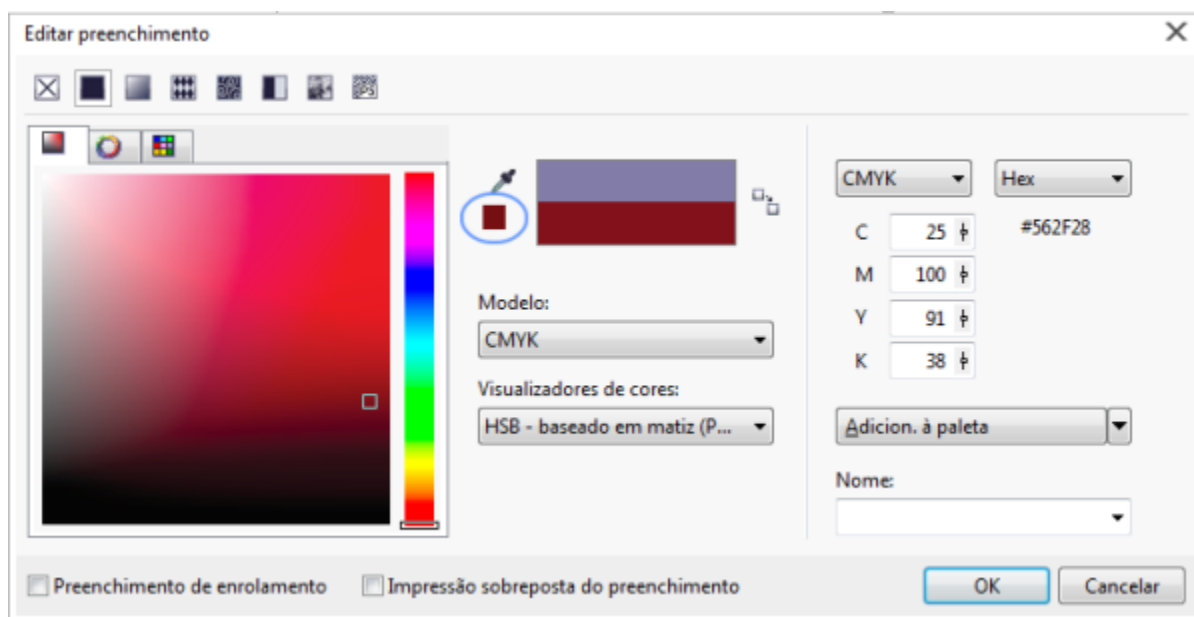 Editar preenchimento
CMYK
Hex
C 25
#562F28
M 100
Y 91
K 38
Modelo:
CMYK
Visualizadores de cores:
HSB - baseado em matiz (P...
Adicion. à paleta
Nome:
Preenchimento de enrolamento
Impressão sobreposta do preenchimento
OK
Cancelar